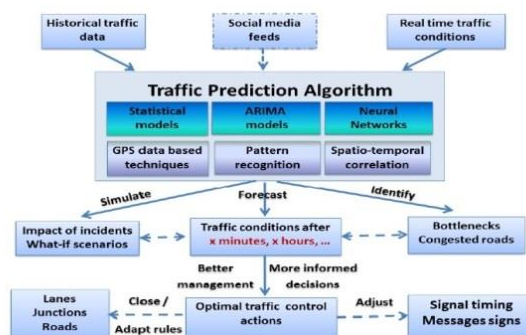 Historical traffic
data
Social media
feeds
Real time traffic
conditions
Traffic Prediction Algorithm
Statistical
models
ARIMA
models
Neural
Networks
GPS data based
techniques
Pattern
recognition
Spatio-temporal
correlation
Simulate
Forecast
Identify
Impact of incidents
What-if scenarios
Traffic conditions after
x minutes, x hours, ...
Bottlenecks
Congested roads
Better
management
More informed
decisions
Lanes
Junctions
Roads
Close /
Adapt rules
Optimal traffic control
actions
Adjust
Signal timing
Messages signs